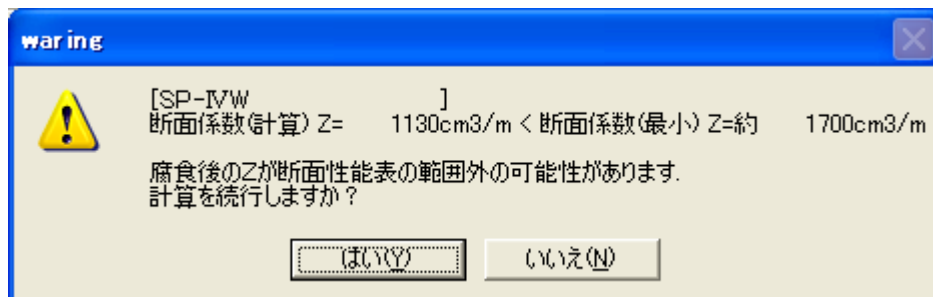 waring
[SP-ⅣW ]
断面係数(計算) Z= 1130cm3/m < 断面係数(最小) Z=約 1700cm3/m
腐食後のZが断面性能表の範囲外の可能性があります.
計算を続行しますか？
はい(Y) いいえ(N)